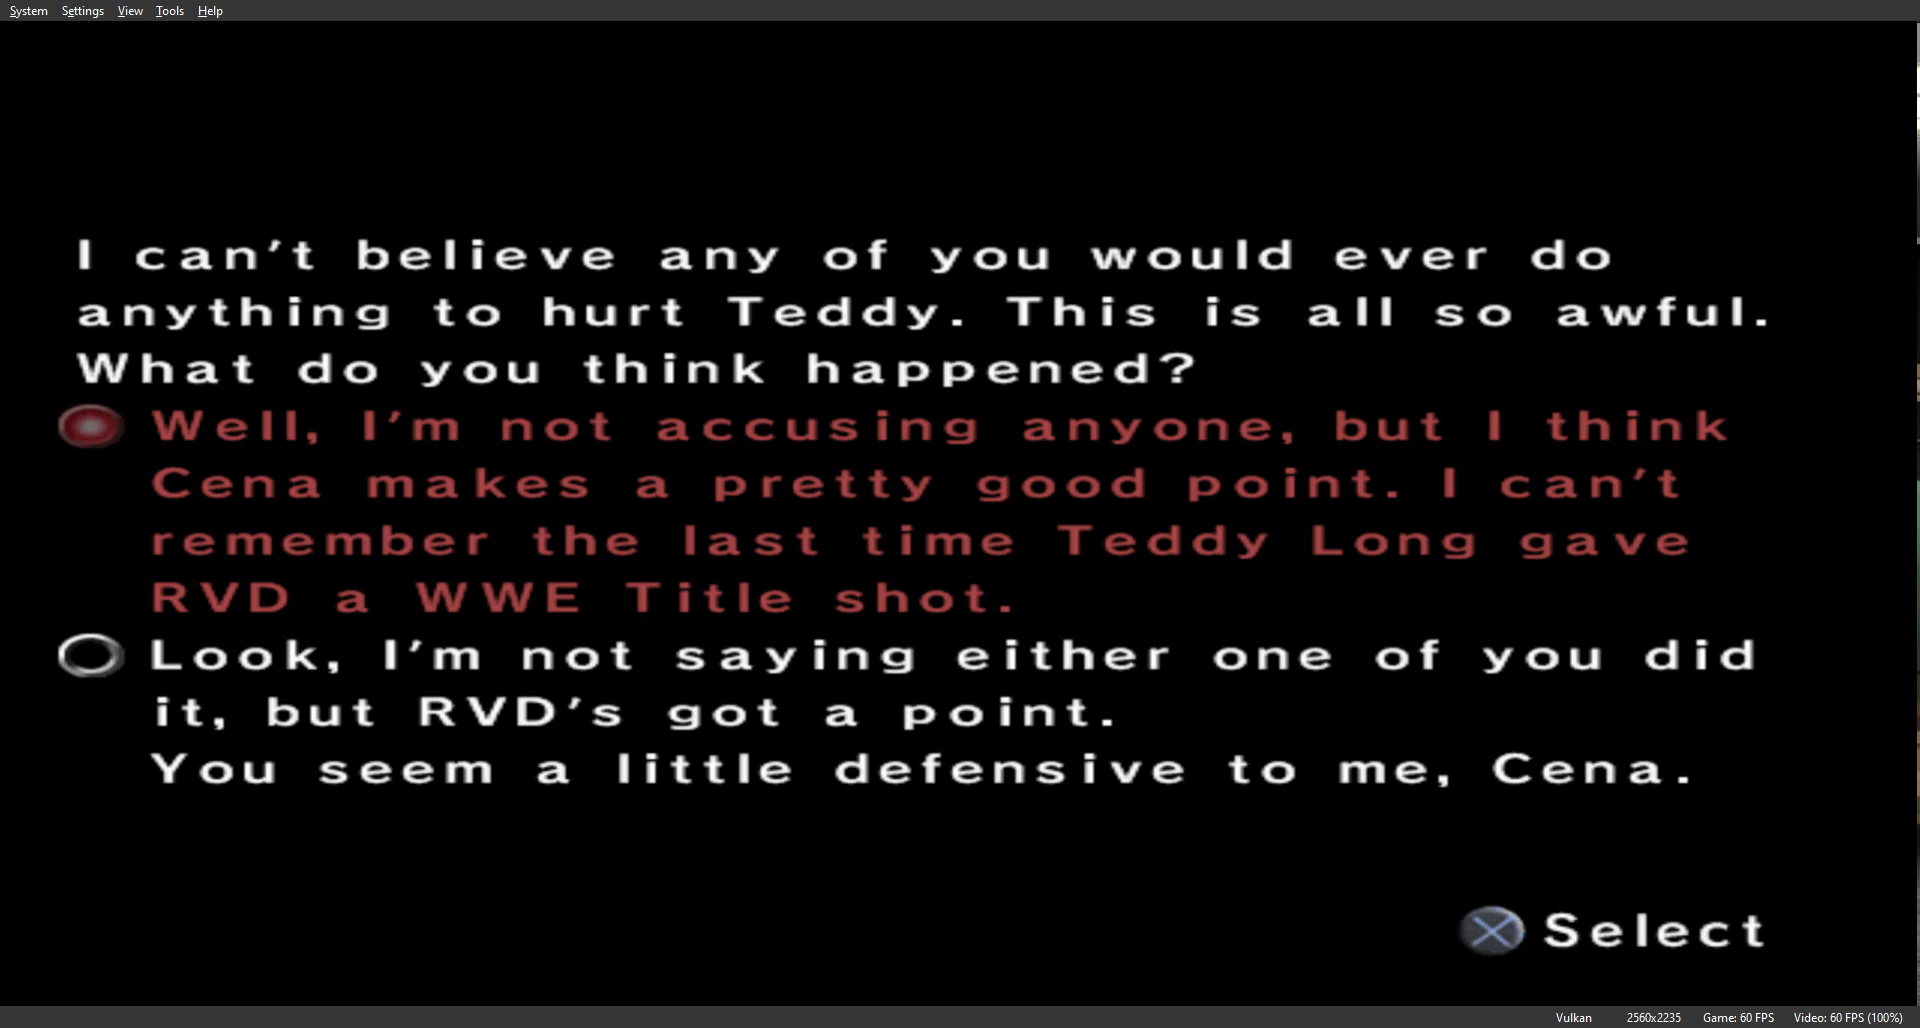 System Settings View Tools Help
I can't believe any of you would ever do
anything to hurt Teddy. This is all so awful.
What do you think happened?
Well, I'm not accusing anyone, but I think
Cena makes a pretty good point. I can't
remember the last time Teddy Long gave
RVD a WWE Title shot.
Look, I'm not saying either one of you did
it, but RVD's got a point.
You seem a little defensive to me, Cena.
Select
Vulkan 2560x2235 Game: 60 FPS Video: 60 FPS (100%)